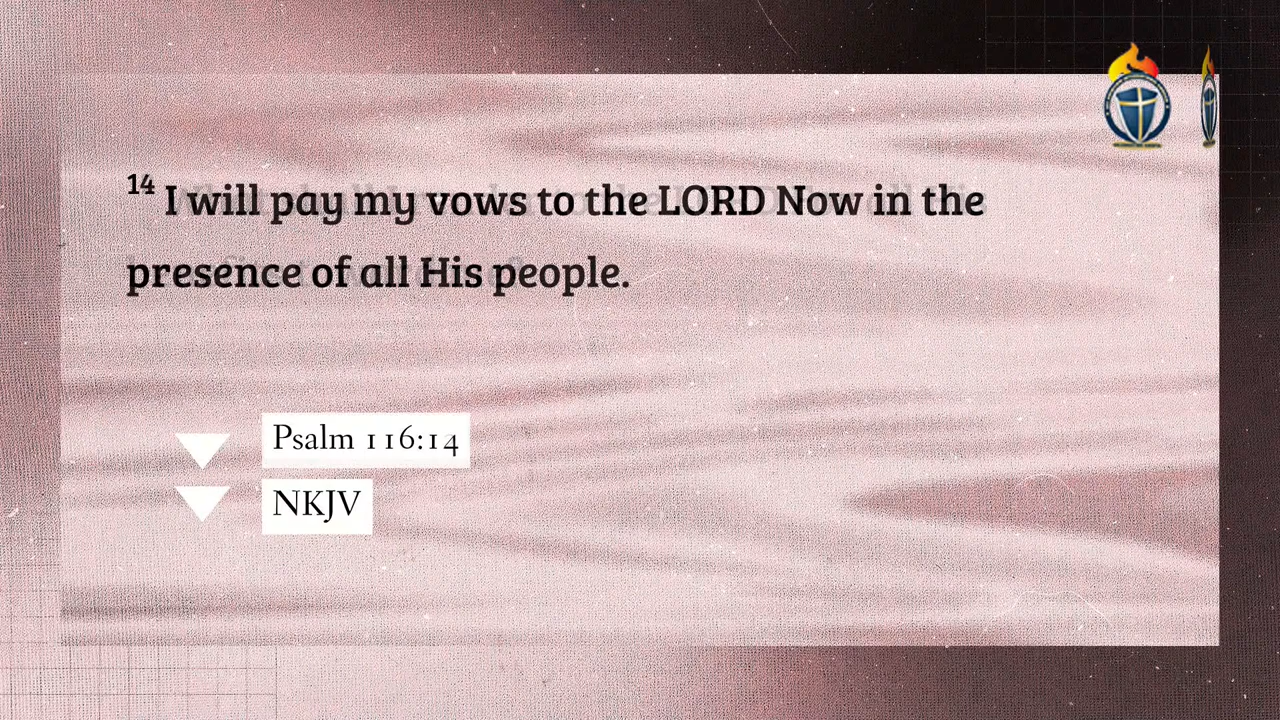 14 I will pay my vows to the LORD Now in the
presence of all His people.
Psalm 116:14
NKJV